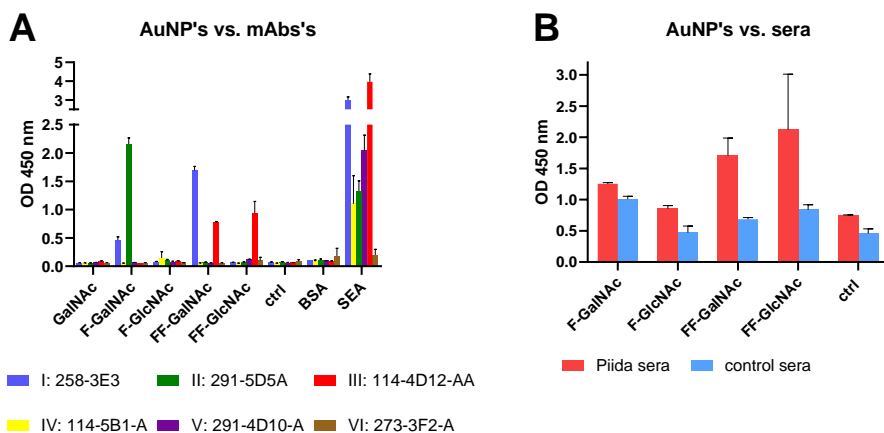 A
AuNP's vs. mAbs's
OD 450 nm
5
4
3
2.5
2.0
1.5
1.0
0.5
0.0
GalNAc
F-GalNAc
F-GlcNAc
FF-GalNAc
FF-GlcNAc
ctrl
BSA
SEA
I: 258-3E3
II: 291-5D5A
III: 114-4D12-AA
IV: 114-5B1-A
V: 291-4D10-A
VI: 273-3F2-A
B
AuNP's vs. sera
OD 450 nm
3.0
2.5
2.0
1.5
1.0
0.5
0.0
F-GalNAc
F-GlcNAc
FF-GalNAc
FF-GlcNAc
ctrl
Piida sera
control sera